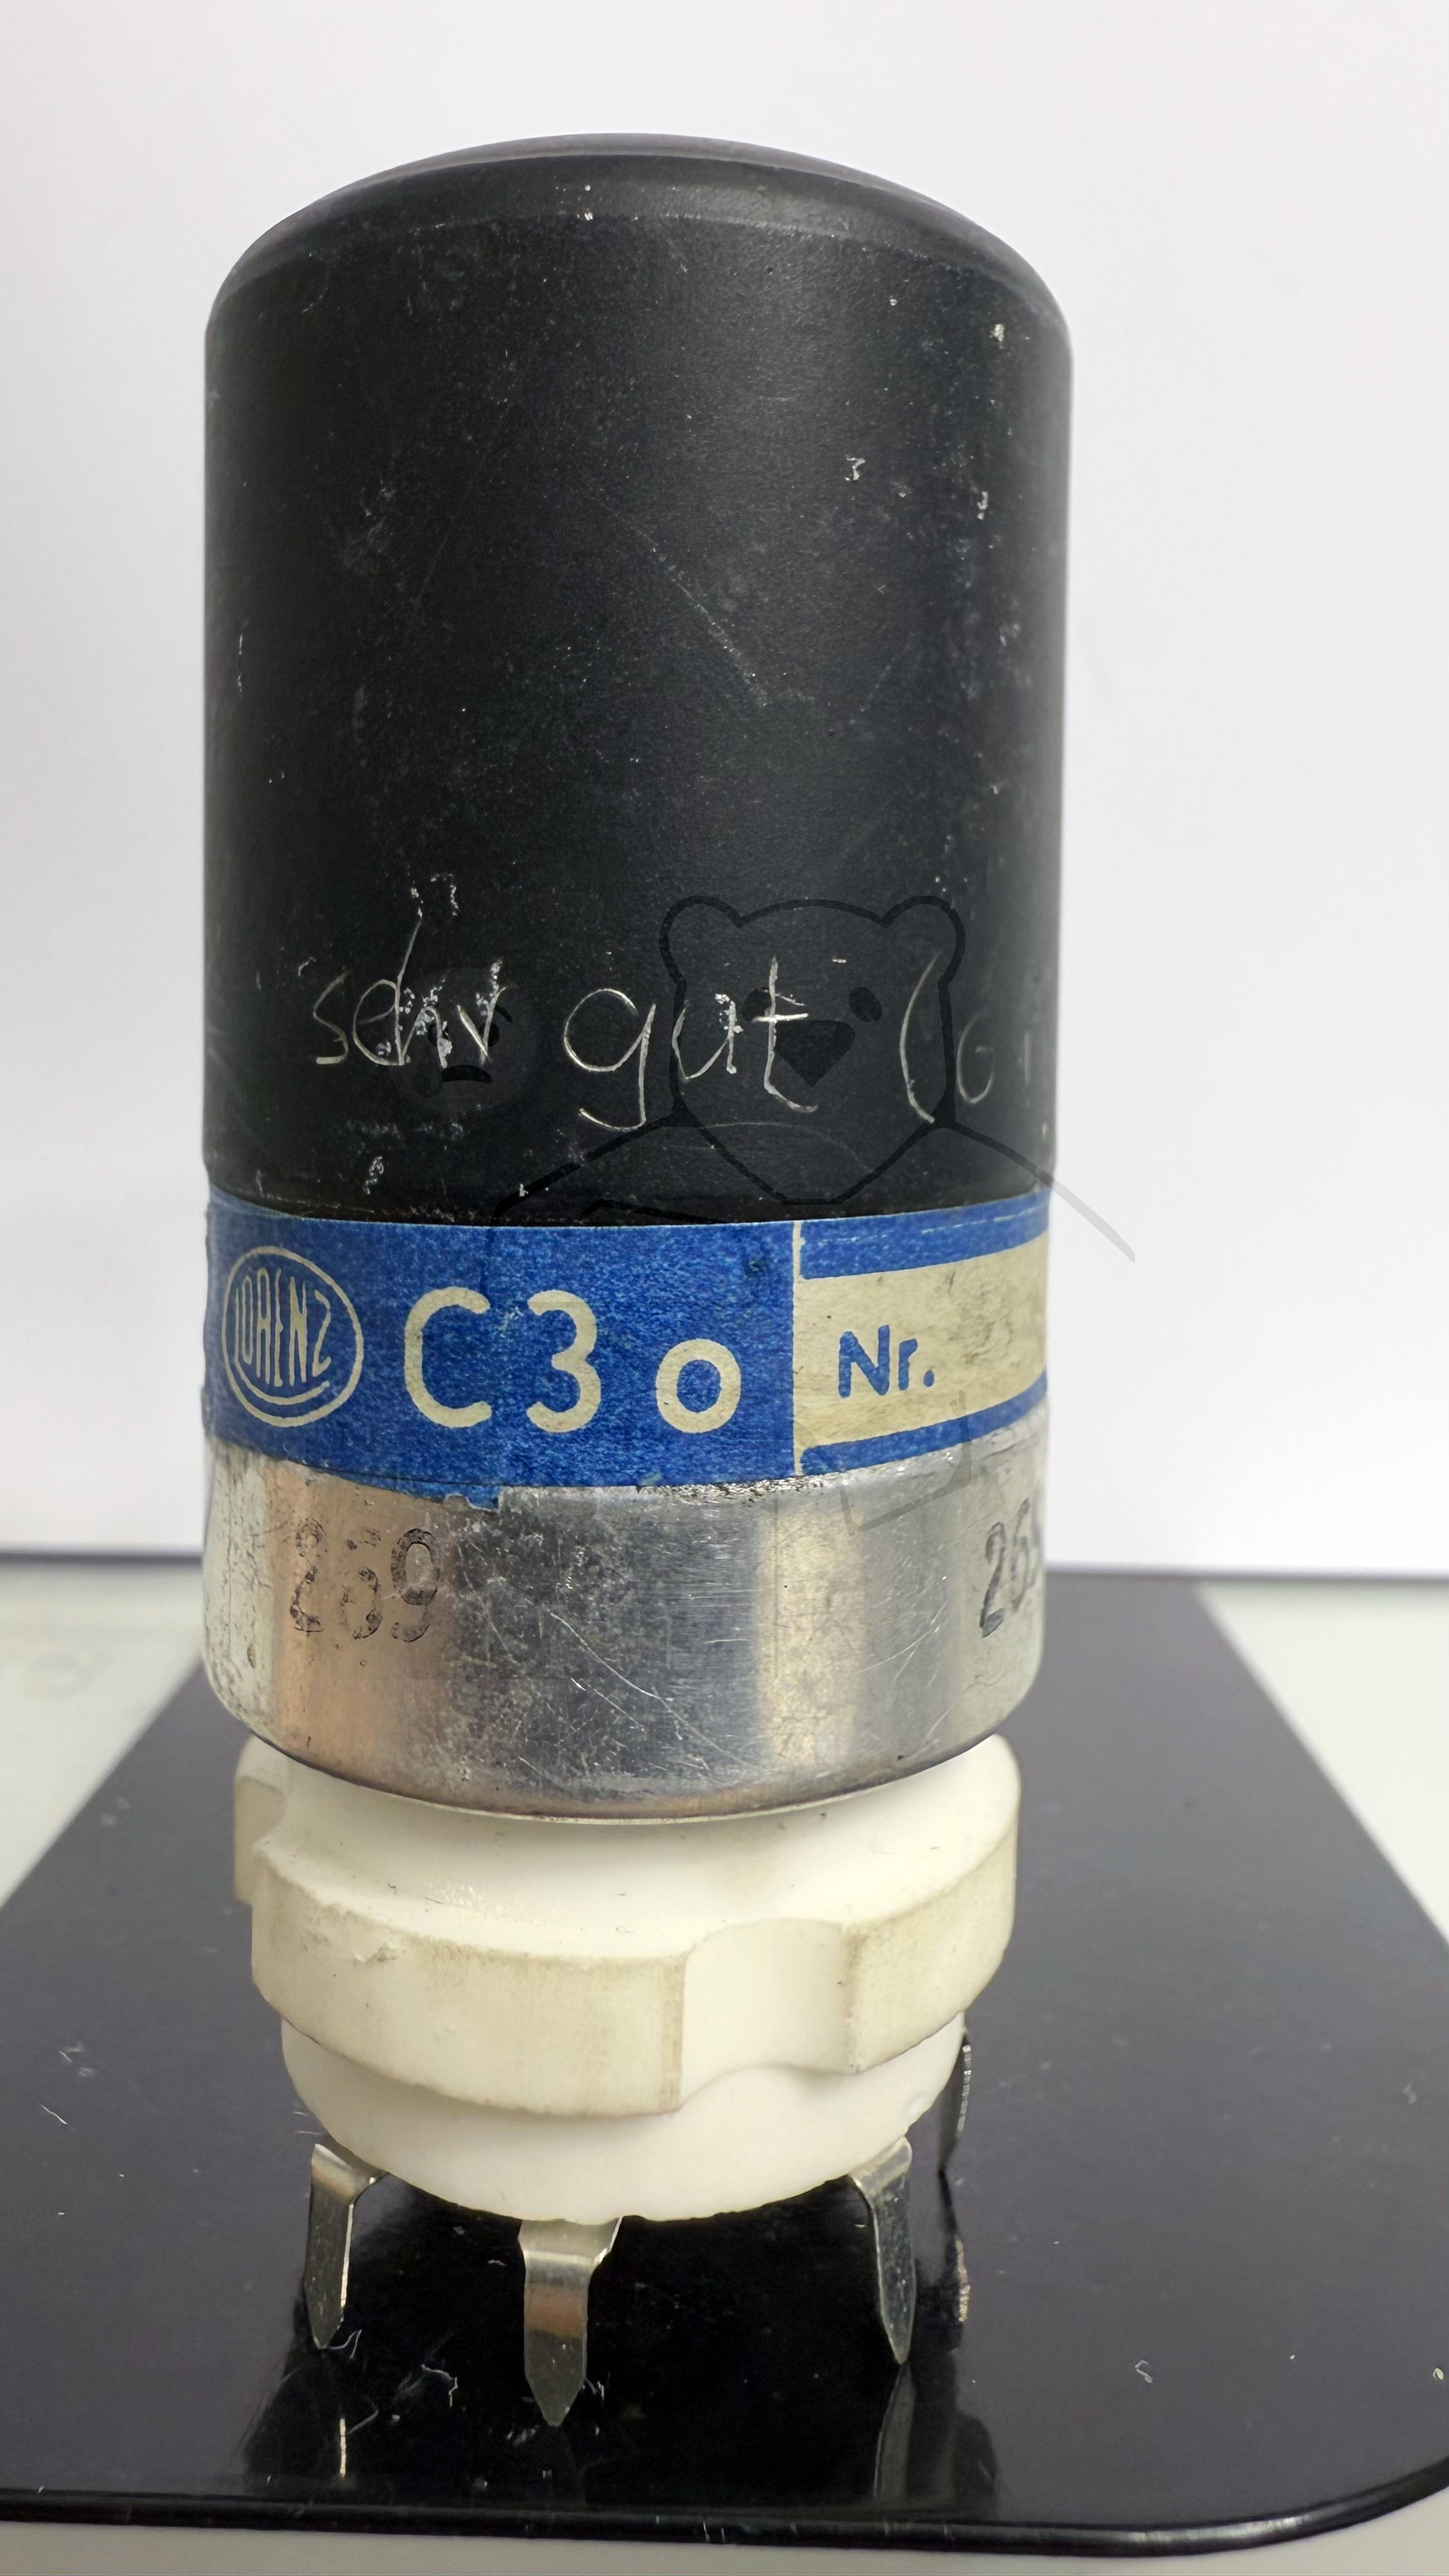 sehr gut (G
LORENZ C3o Nr.
269